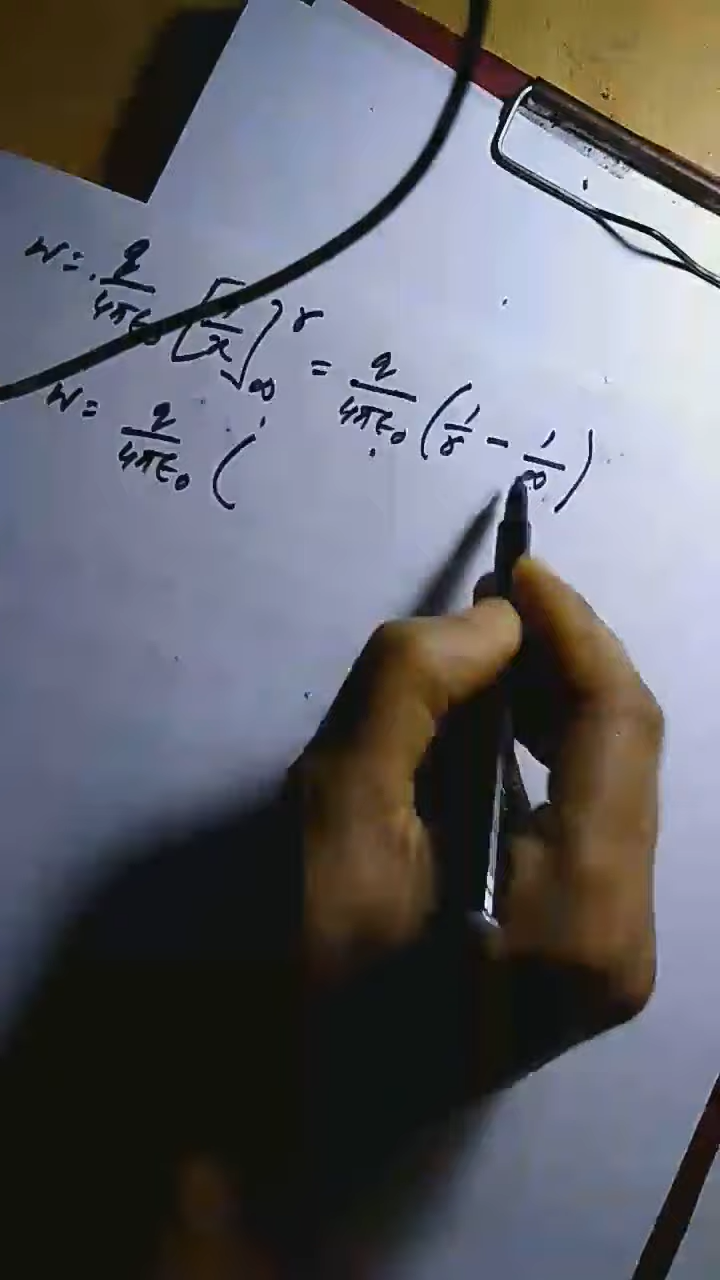 W = q/4πε₀ [1/x]^r_∞ = q/4πε₀ (1/r - 1/∞)
W = q/4πε₀ (